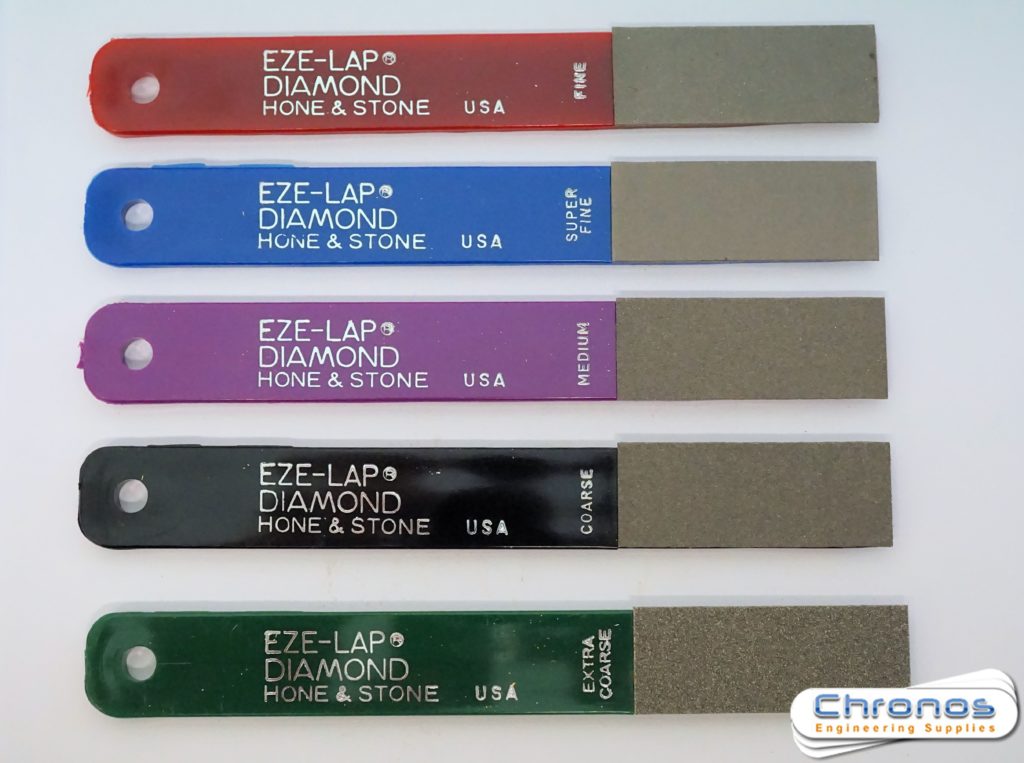 EZE-LAP®
DIAMOND
HONE & STONE USA
FINE
EZE-LAP®
DIAMOND
HONE & STONE USA
SUPER
FINE
EZE-LAP®
DIAMOND
HONE & STONE USA
MEDIUM
EZE-LAP®
DIAMOND
HONE & STONE USA
COARSE
EZE-LAP®
DIAMOND
HONE & STONE USA
EXTRA
COARSE
Chronos
Engineering Supplies